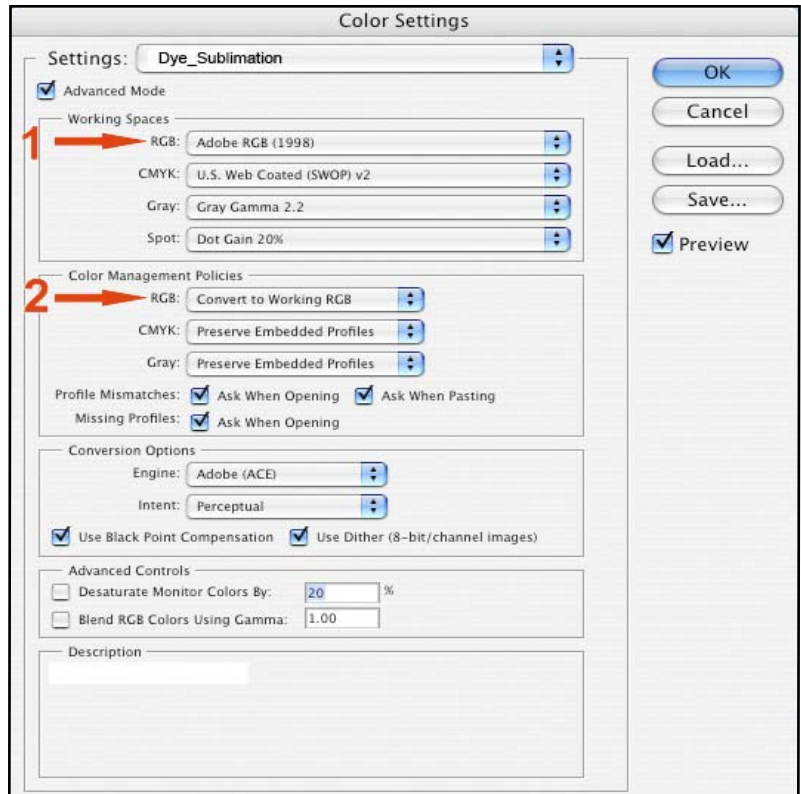 Color Settings
Settings: Dye_Sublimation
OK
Advanced Mode
Cancel
Working Spaces
1 RGB: Adobe RGB (1998)
Load...
CMYK: U.S. Web Coated (SWOP) v2
Save...
Gray: Gray Gamma 2.2
Spot: Dot Gain 20%
Preview
Color Management Policies
2 RGB: Convert to Working RGB
CMYK: Preserve Embedded Profiles
Gray: Preserve Embedded Profiles
Profile Mismatches: Ask When Opening Ask When Pasting
Missing Profiles: Ask When Opening
Conversion Options
Engine: Adobe (ACE)
Intent: Perceptual
Use Black Point Compensation Use Dither (8-bit/channel images)
Advanced Controls
Desaturate Monitor Colors By: 20 %
Blend RGB Colors Using Gamma: 1.00
Description